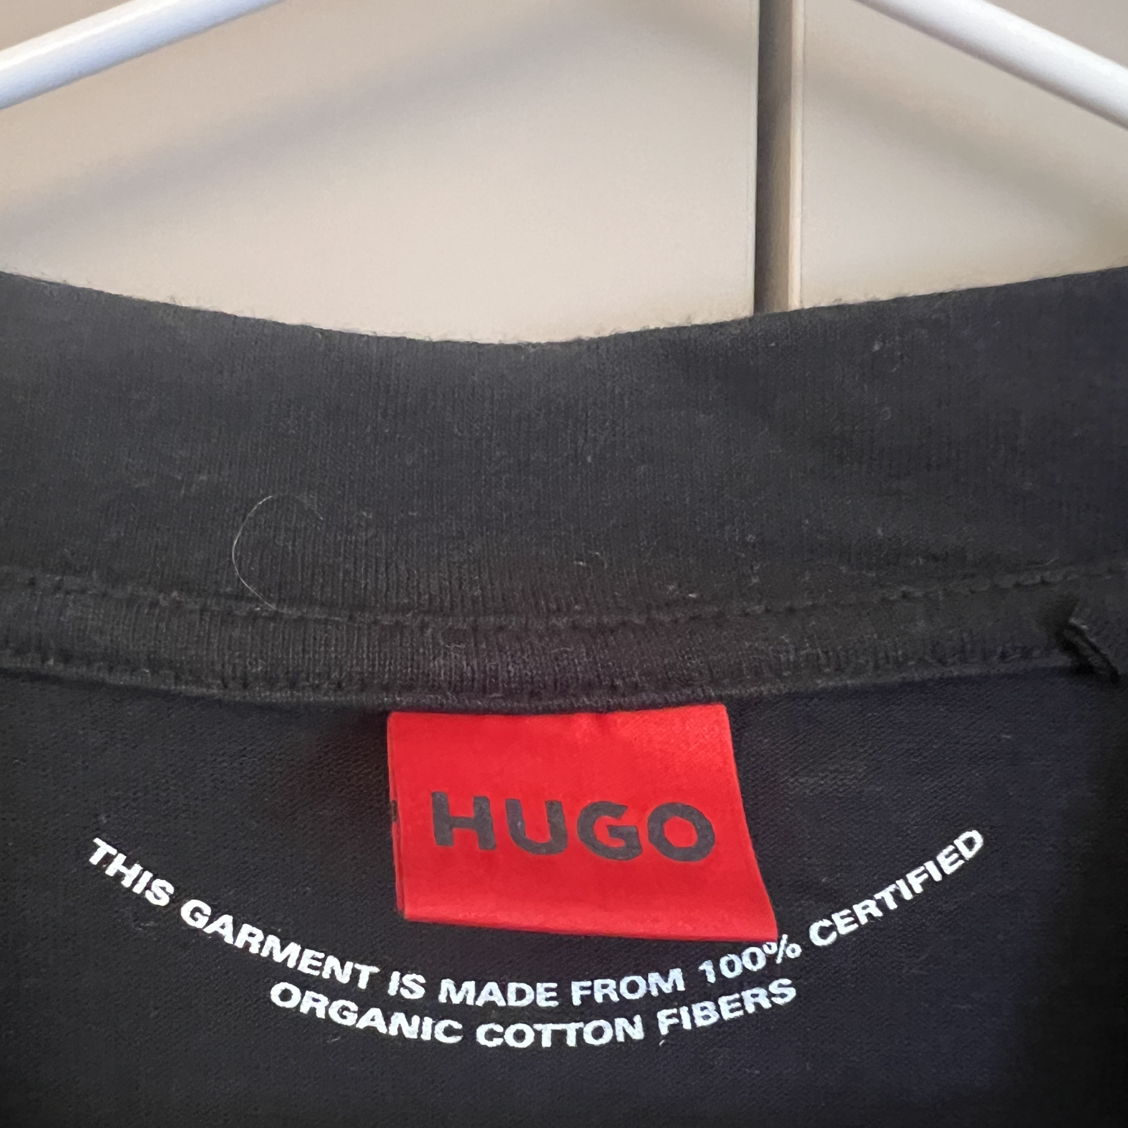 HUGO
THIS GARMENT IS MADE FROM 100% CERTIFIED
ORGANIC COTTON FIBERS